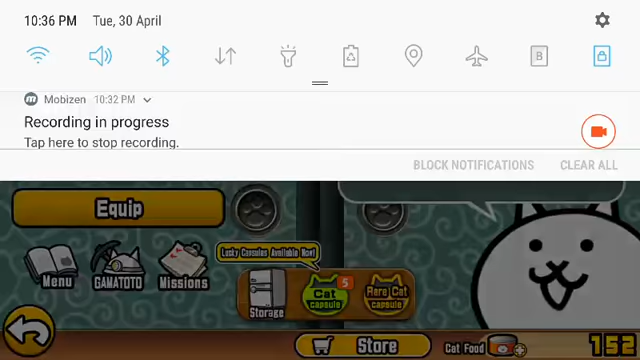 10:36 PM Tue, 30 April
B
m Mobizen 10:32 PM
Recording in progress
Tap here to stop recording.
BLOCK NOTIFICATIONS CLEAR ALL
Equip
Lucky Capsules Available Now!
Menu GAMATOTO Missions
Storage Cat capsule 5 Rare Cat capsule
Store Cat Food 152